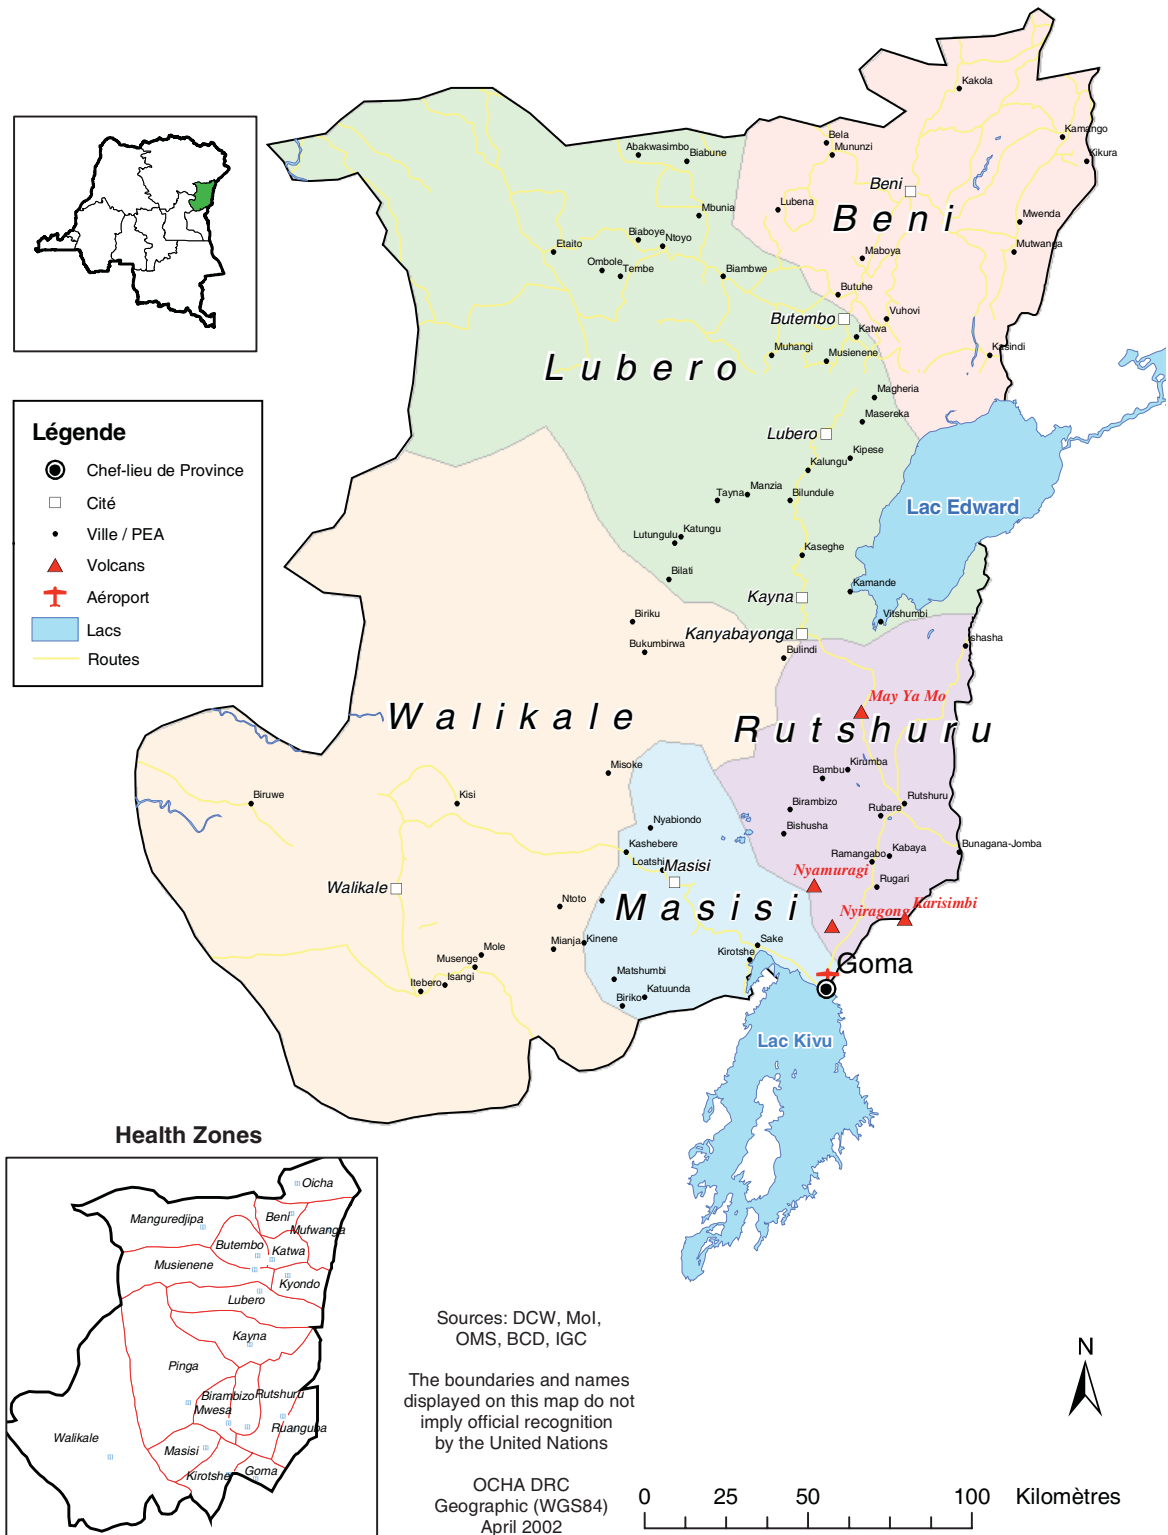 Kakola
Kamango
Kikura
Bela
Mununzi
Abakwasimbo
Biabune
Beni
Lubena
Mbunia
Beni
Mwenda
Biaboye
Ntoyo
Etaito
Mutwanga
Maboya
Ombole
Tembe
Biambwe
Butuhe
Butembo
Vuhovi
Katwa
Muhangi
Musienene
Kasindi
Lubero
Magheria
Masereka
Lubero
Kipese
Kalungu
Tayna
Manzia
Bilundule
Lac Edward
Katungu
Lutungulu
Kaseghe
Bilati
Kamande
Kayna
Biriku
Vitshumbi
Kanyabayonga
Bukumbirwa
Bulindi
Ishasha
May Ya Mo
Walikale
Rutshuru
Misoke
Kirumba
Bambu
Biruwe
Kisi
Birambizo
Rutshuru
Rubare
Nyabiondo
Bishusha
Kashebere
Ramangabo
Kabaya
Bunagana-Jomba
Loatshi
Masisi
Nyamuragi
Rugari
Walikale
Ntoto
Masisi
Nyiragong
Karisimbi
Mianja
Kinene
Sake
Mole
Musenge
Kirotshe
Goma
Itebero
Isangi
Matshumbi
Katuunda
Biriko
Lac Kivu
Légende
Chef-lieu de Province
Cité
Ville / PEA
Volcans
Aéroport
Lacs
Routes
Health Zones
Oicha
Manguredjipa
Beni
Mufwanga
Butembo
Katwa
Musienene
Kyondo
Lubero
Kayna
Pinga
Birambizo
Rutshuru
Mwesa
Ruanguba
Walikale
Masisi
Kirotshe
Goma
Sources: DCW, MoI,
OMS, BCD, IGC
The boundaries and names
displayed on this map do not
imply official recognition
by the United Nations
OCHA DRC
Geographic (WGS84)
April 2002
N
0 25 50 100 Kilomètres